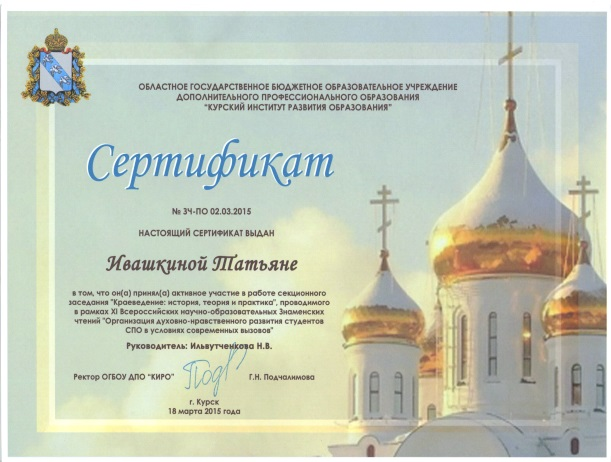 ОБЛАСТНОЕ ГОСУДАРСТВЕННОЕ БЮДЖЕТНОЕ ОБРАЗОВАТЕЛЬНОЕ УЧРЕЖДЕНИЕ
ДОПОЛНИТЕЛЬНОГО ПРОФЕССИОНАЛЬНОГО ОБРАЗОВАНИЯ
"КУРСКИЙ ИНСТИТУТ РАЗВИТИЯ ОБРАЗОВАНИЯ"
Сертификат
№ ЗЧ-ПО 02.03.2015
НАСТОЯЩИЙ СЕРТИФИКАТ ВЫДАН
Ивашкиной Татьяне
в том, что он(а) принял(а) активное участие в работе секционного
заседания "Краеведение: история, теория и практика", проводимого
в рамках XI Всероссийских научно-образовательных Знаменских
чтений "Организация духовно-нравственного развития студентов
СПО в условиях современных вызовов"
Руководитель: Ильвутченкова Н.В.
Ректор ОГБОУ ДПО "КИРО" Г.Н. Подчалимова
г. Курск
18 марта 2015 года